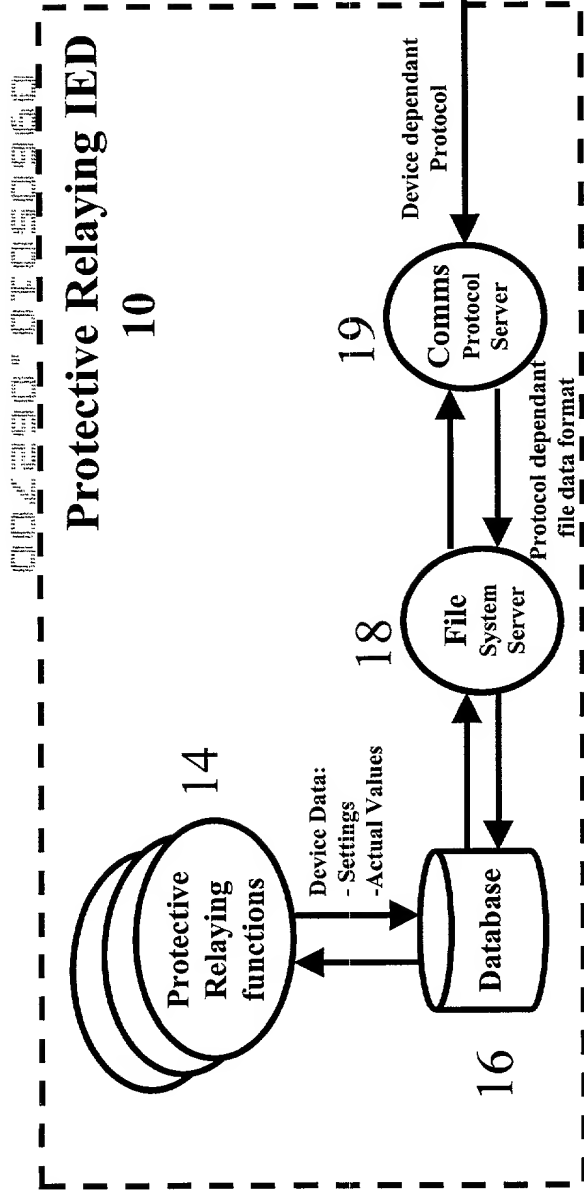 Protective Relaying IED
10
14
Protective
Relaying
functions
Device Data:
- Settings
-Actual Values
16
Database
18
File
System
Server
Protocol dependant
file data format
19
Comms
Protocol
Server
Device dependant
Protocol